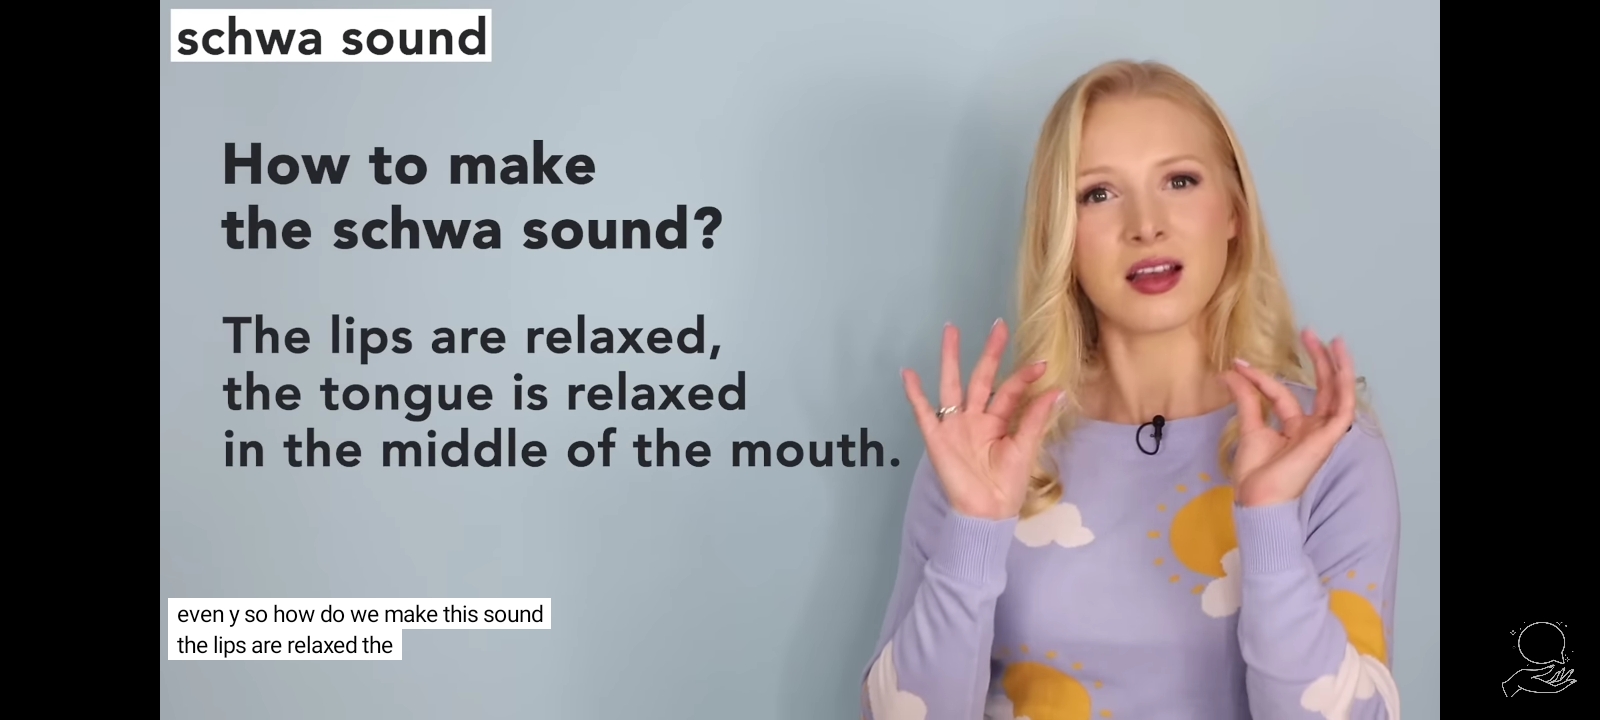 schwa sound
How to make
the schwa sound?
The lips are relaxed,
the tongue is relaxed
in the middle of the mouth.
even y so how do we make this sound
the lips are relaxed the